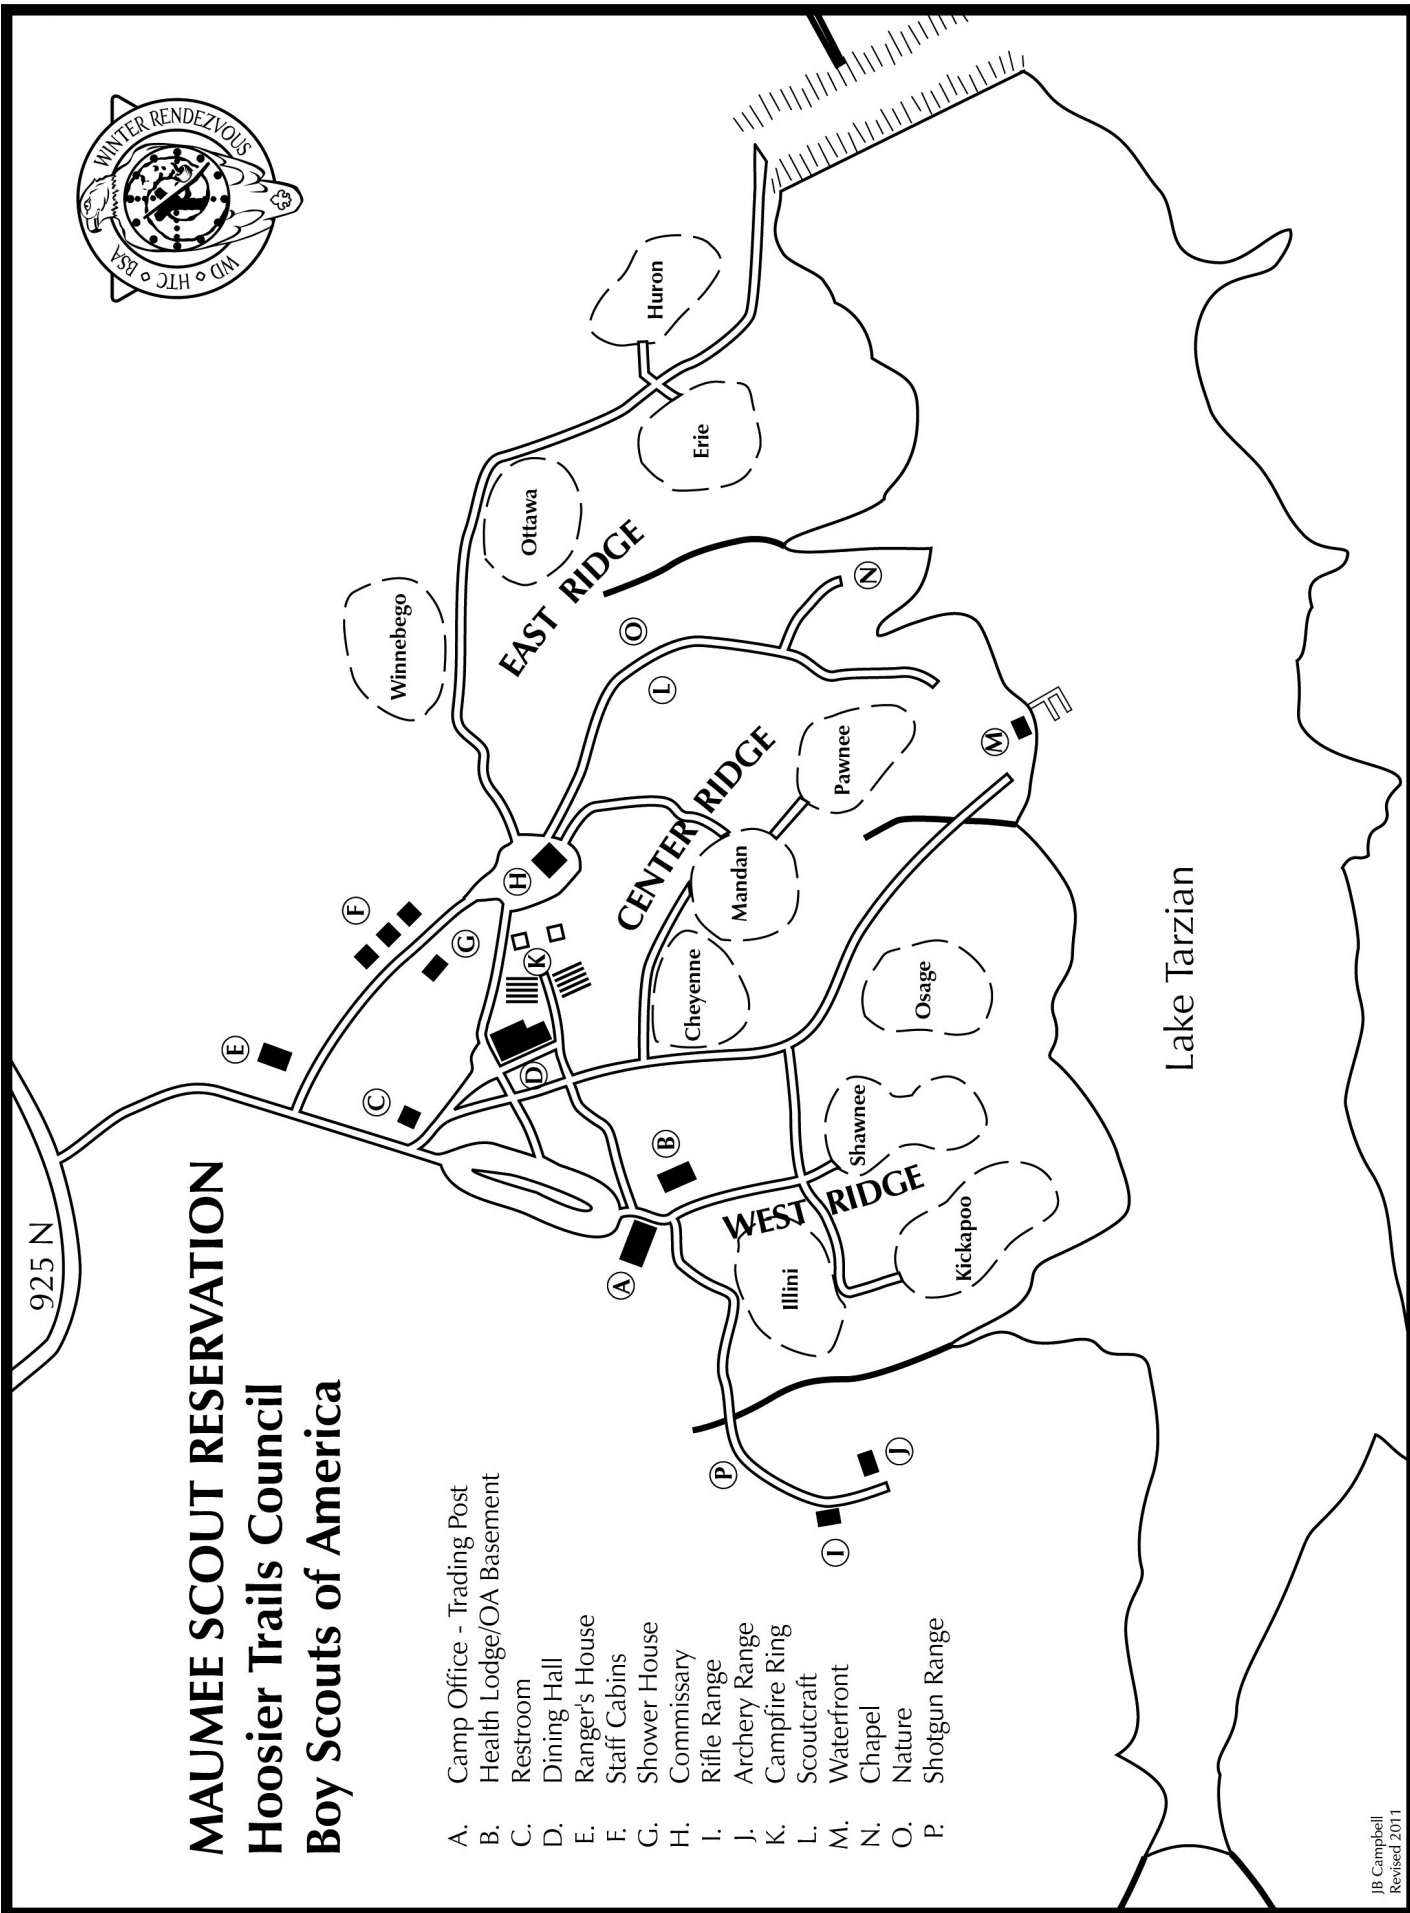 MAUMEE SCOUT RESERVATION
Hoosier Trails Council
Boy Scouts of America
925 N
WINTER RENDEZVOUS
WD ◇ HTC ◇ BSA
A. Camp Office - Trading Post
B. Health Lodge/OA Basement
C. Restroom
D. Dining Hall
E. Ranger's House
F. Staff Cabins
G. Shower House
H. Commissary
I. Rifle Range
J. Archery Range
K. Campfire Ring
L. Scoutcraft
M. Waterfront
N. Chapel
O. Nature
P. Shotgun Range
E
F
C
G
H
K
D
B
A
P
I
J
L
O
N
M
Winnebego
Ottawa
Huron
Erie
EAST RIDGE
CENTER RIDGE
Pawnee
Mandan
Cheyenne
Osage
Shawnee
WEST RIDGE
Illini
Kickapoo
Lake Tarzian
JB Campbell
Revised 2011